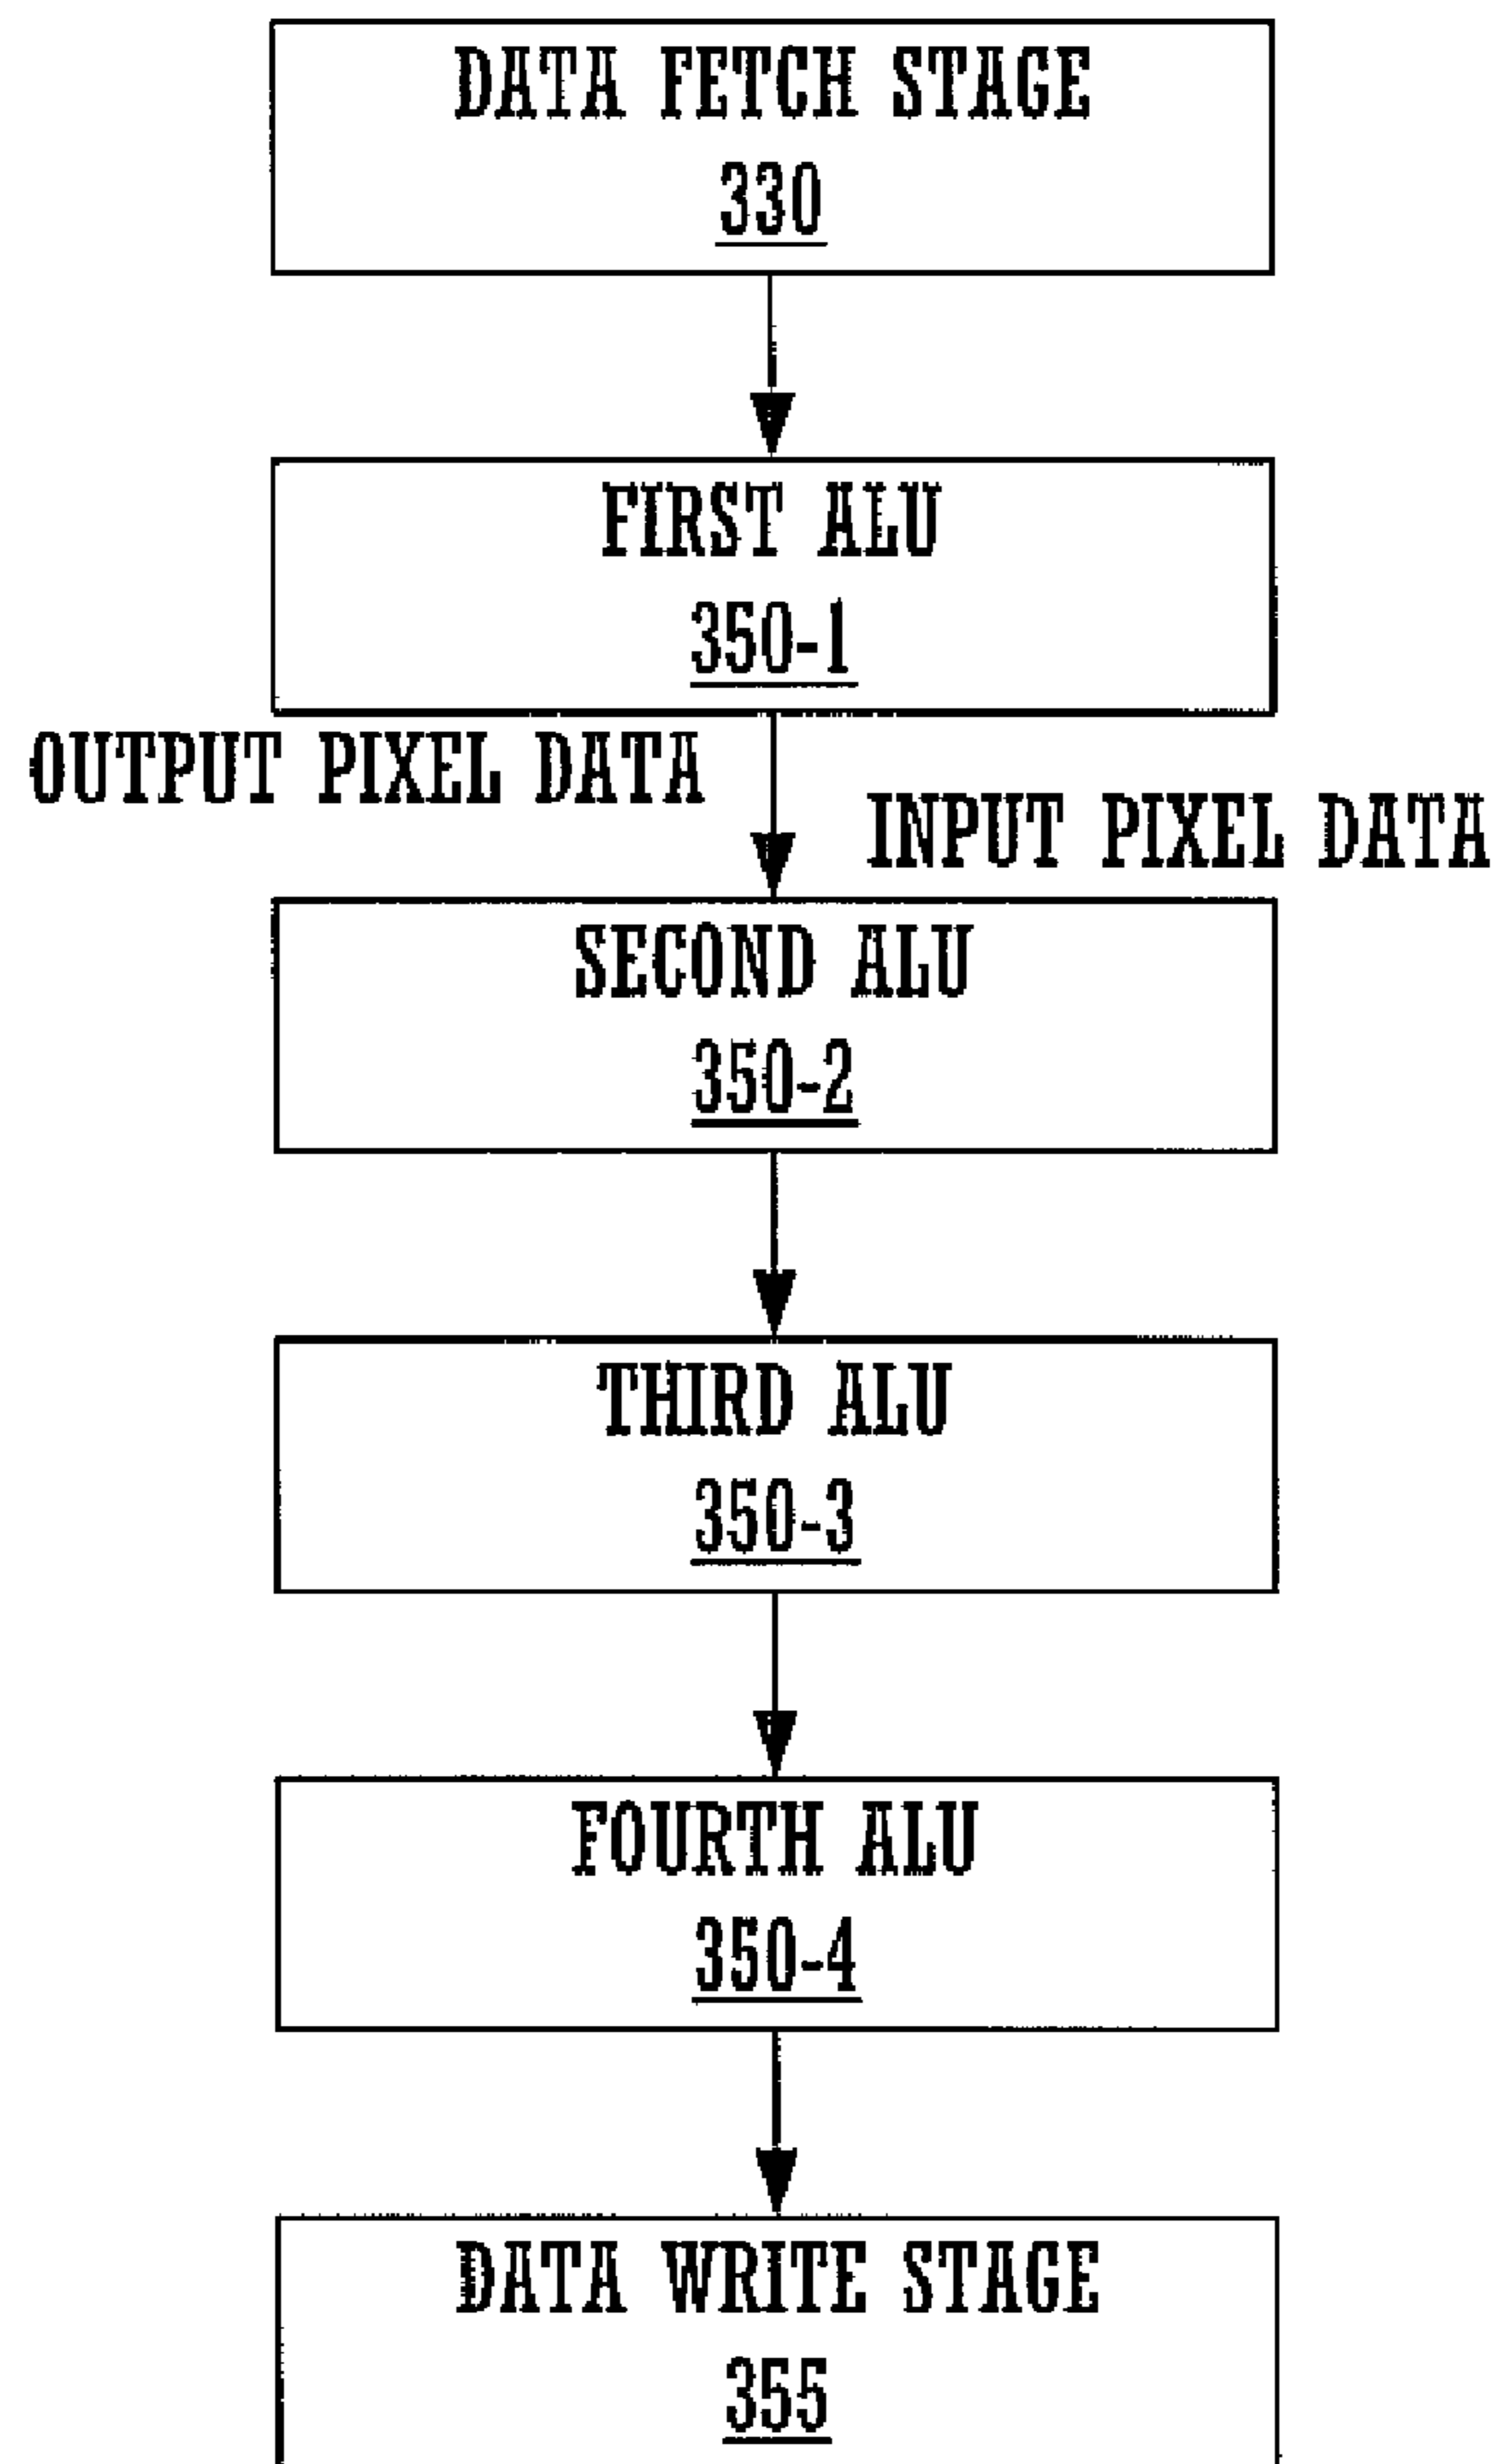 DATA FETCH STAGE
330
FIRST ALU
350-1
OUTPUT PIXEL DATA
INPUT PIXEL DATA
SECOND ALU
350-2
THIRD ALU
350-3
FOURTH ALU
350-4
DATA WRITE STAGE
355